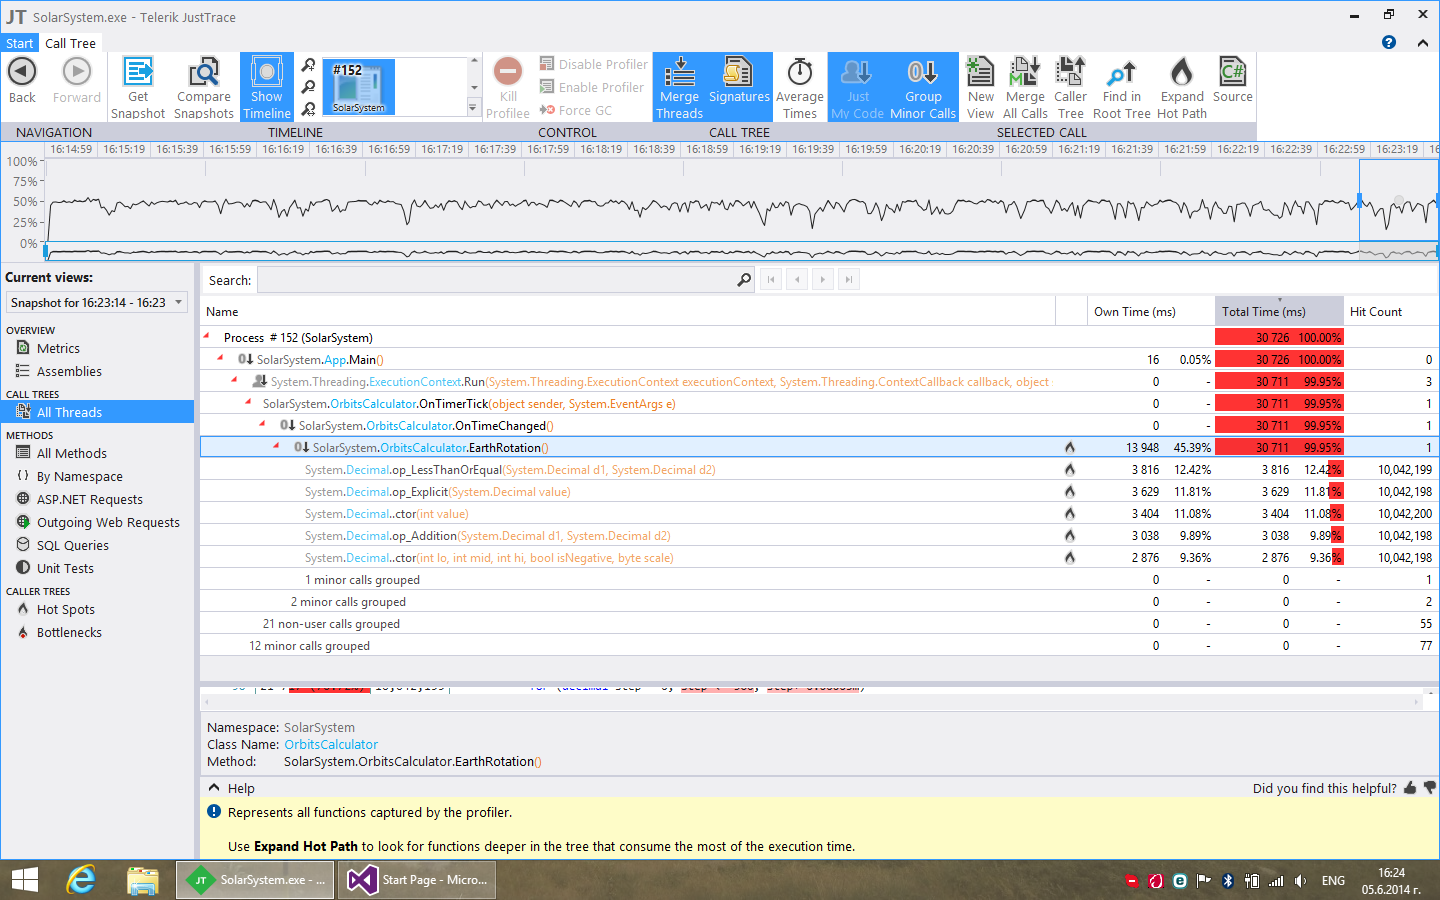 JT SolarSystem.exe - Telerik JustTrace
Start Call Tree
Back Forward Get Snapshot Compare Snapshots Show Timeline #152 SolarSystem Kill Profilee Disable Profiler Enable Profiler Force GC Merge Threads Signatures Average Times Just My Code Group Minor Calls New View Merge All Calls Caller Tree Find in Root Tree Expand Hot Path Source
NAVIGATION TIMELINE CONTROL CALL TREE SELECTED CALL
16:14:59 16:15:19 16:15:39 16:15:59 16:16:19 16:16:39 16:16:59 16:17:19 16:17:39 16:17:59 16:18:19 16:18:39 16:18:59 16:19:19 16:19:39 16:19:59 16:20:19 16:20:39 16:20:59 16:21:19 16:21:39 16:21:59 16:22:19 16:22:39 16:22:59 16:23:19 16
100%
75%
50%
25%
0%
Current views:
Snapshot for 16:23:14 - 16:23
OVERVIEW
Metrics
Assemblies
CALL TREES
All Threads
METHODS
All Methods
By Namespace
ASP.NET Requests
Outgoing Web Requests
SQL Queries
Unit Tests
CALLER TREES
Hot Spots
Bottlenecks
Search:
Name Own Time (ms) Total Time (ms) Hit Count
Process # 152 (SolarSystem) 30 726 100.00%
SolarSystem.App.Main() 16 0.05% 30 726 100.00% 0
System.Threading.ExecutionContext.Run(System.Threading.ExecutionContext executionContext, System.Threading.ContextCallback callback, object 0 - 30 711 99.95% 3
SolarSystem.OrbitsCalculator.OnTimerTick(object sender, System.EventArgs e) 0 - 30 711 99.95% 1
SolarSystem.OrbitsCalculator.OnTimeChanged() 0 - 30 711 99.95% 1
SolarSystem.OrbitsCalculator.EarthRotation() 13 948 45.39% 30 711 99.95% 1
System.Decimal.op_LessThanOrEqual(System.Decimal d1, System.Decimal d2) 3 816 12.42% 3 816 12.42% 10,042,199
System.Decimal.op_Explicit(System.Decimal value) 3 629 11.81% 3 629 11.81% 10,042,198
System.Decimal..ctor(int value) 3 404 11.08% 3 404 11.08% 10,042,200
System.Decimal.op_Addition(System.Decimal d1, System.Decimal d2) 3 038 9.89% 3 038 9.89% 10,042,198
System.Decimal..ctor(int lo, int mid, int hi, bool isNegative, byte scale) 2 876 9.36% 2 876 9.36% 10,042,198
1 minor calls grouped 0 - 0 - 1
2 minor calls grouped 0 - 0 - 2
21 non-user calls grouped 0 - 0 - 55
12 minor calls grouped 0 - 0 - 77
Namespace: SolarSystem
Class Name: OrbitsCalculator
Method: SolarSystem.OrbitsCalculator.EarthRotation()
Help Did you find this helpful?
Represents all functions captured by the profiler.
Use Expand Hot Path to look for functions deeper in the tree that consume the most of the execution time.
JT SolarSystem.exe - ... Start Page - Micro... ENG 16:24
05.6.2014 г.